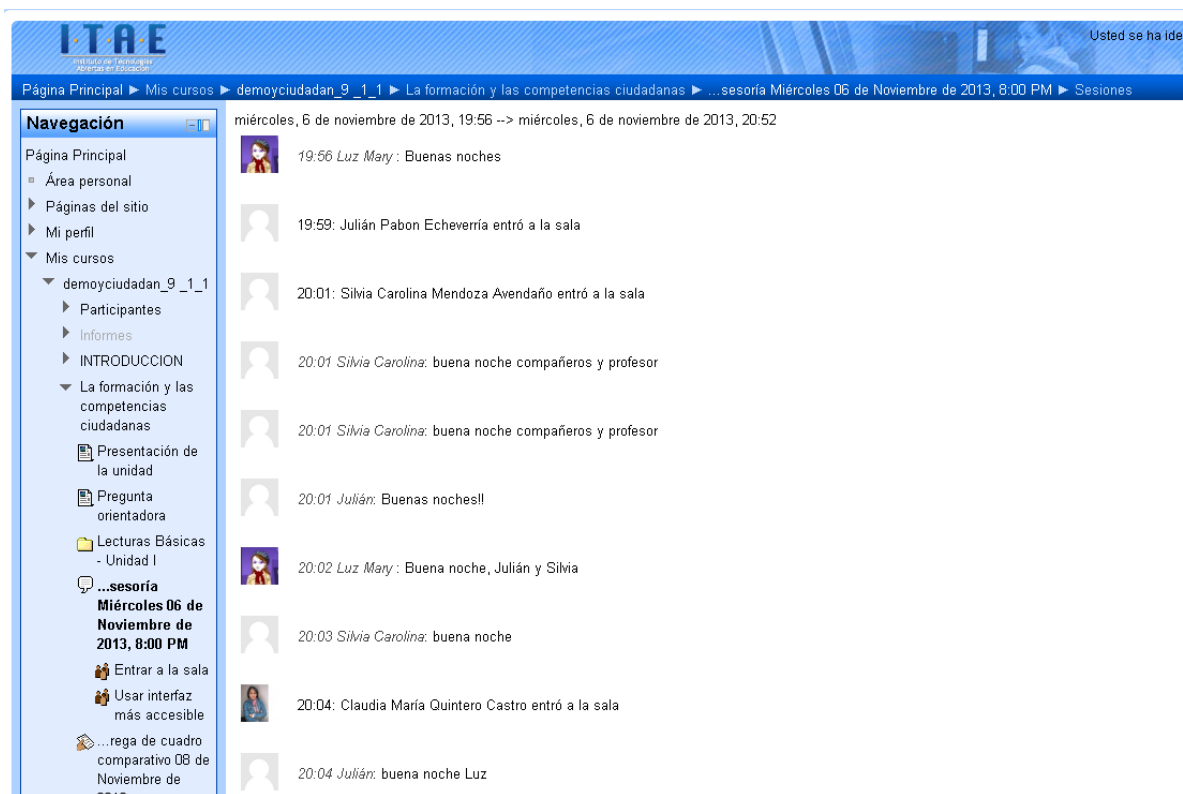 I·T·A·E
Instituto de Tecnologías
Abiertas en Educación
Usted se ha ide
Página Principal ► Mis cursos ► demoyciudadan_9 _1_1 ► La formación y las competencias ciudadanas ► ...sesoría Miércoles 06 de Noviembre de 2013, 8:00 PM ► Sesiones
Navegación
Página Principal
Área personal
Páginas del sitio
Mi perfil
Mis cursos
demoyciudadan_9 _1_1
Participantes
Informes
INTRODUCCION
La formación y las
competencias
ciudadanas
Presentación de
la unidad
Pregunta
orientadora
Lecturas Básicas
- Unidad I
...sesoría
Miércoles 06 de
Noviembre de
2013, 8:00 PM
Entrar a la sala
Usar interfaz
más accesible
...rega de cuadro
comparativo 08 de
Noviembre de
miércoles, 6 de noviembre de 2013, 19:56 --> miércoles, 6 de noviembre de 2013, 20:52
19:56 Luz Mary : Buenas noches
19:59: Julián Pabon Echeverría entró a la sala
20:01: Silvia Carolina Mendoza Avendaño entró a la sala
20:01 Silvia Carolina: buena noche compañeros y profesor
20:01 Silvia Carolina: buena noche compañeros y profesor
20:01 Julián: Buenas noches!!
20:02 Luz Mary : Buena noche, Julián y Silvia
20:03 Silvia Carolina: buena noche
20:04: Claudia María Quintero Castro entró a la sala
20:04 Julián: buena noche Luz